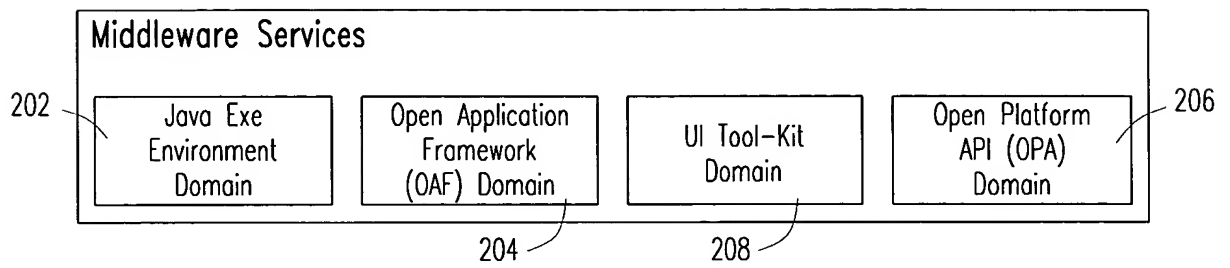 Middleware Services
202
Java Exe
Environment
Domain
Open Application
Framework
(OAF) Domain
204
UI Tool-Kit
Domain
208
Open Platform
API (OPA)
Domain
206